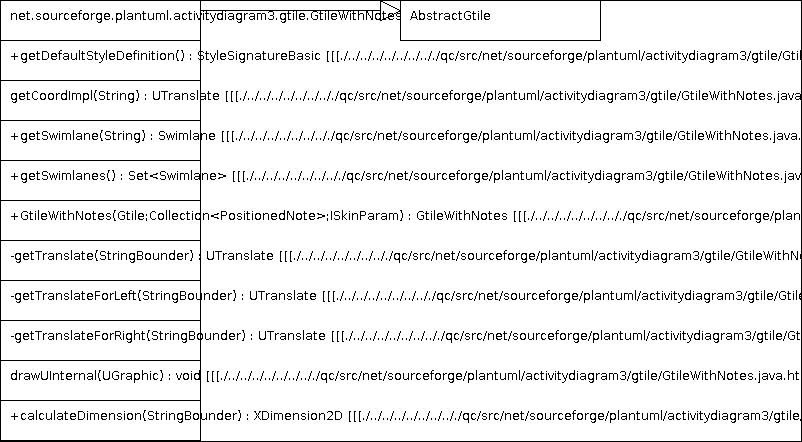 net.sourceforge.plantuml.activitydiagram3.gtile.GtileWithNotes
AbstractGtile
+getDefaultStyleDefinition() : StyleSignatureBasic [[[./../../../../../../../qc/src/net/sourceforge/plantuml/activitydiagram3/gtile/Gtil
getCoordImpl(String) : UTranslate [[[./../../../../../../../qc/src/net/sourceforge/plantuml/activitydiagram3/gtile/GtileWithNotes.java
+getSwimlane(String) : Swimlane [[[./../../../../../../../qc/src/net/sourceforge/plantuml/activitydiagram3/gtile/GtileWithNotes.java.
+getSwimlanes() : Set<Swimlane> [[[./../../../../../../../qc/src/net/sourceforge/plantuml/activitydiagram3/gtile/GtileWithNotes.jav
+GtileWithNotes(Gtile;Collection<PositionedNote>;ISkinParam) : GtileWithNotes [[[./../../../../../../../qc/src/net/sourceforge/plan
-getTranslate(StringBounder) : UTranslate [[[./../../../../../../../qc/src/net/sourceforge/plantuml/activitydiagram3/gtile/GtileWithN
-getTranslateForLeft(StringBounder) : UTranslate [[[./../../../../../../../qc/src/net/sourceforge/plantuml/activitydiagram3/gtile/Gtile
-getTranslateForRight(StringBounder) : UTranslate [[[./../../../../../../../qc/src/net/sourceforge/plantuml/activitydiagram3/gtile/Gt
drawUInternal(UGraphic) : void [[[./../../../../../../../qc/src/net/sourceforge/plantuml/activitydiagram3/gtile/GtileWithNotes.java.ht
+calculateDimension(StringBounder) : XDimension2D [[[./../../../../../../../qc/src/net/sourceforge/plantuml/activitydiagram3/gtile/